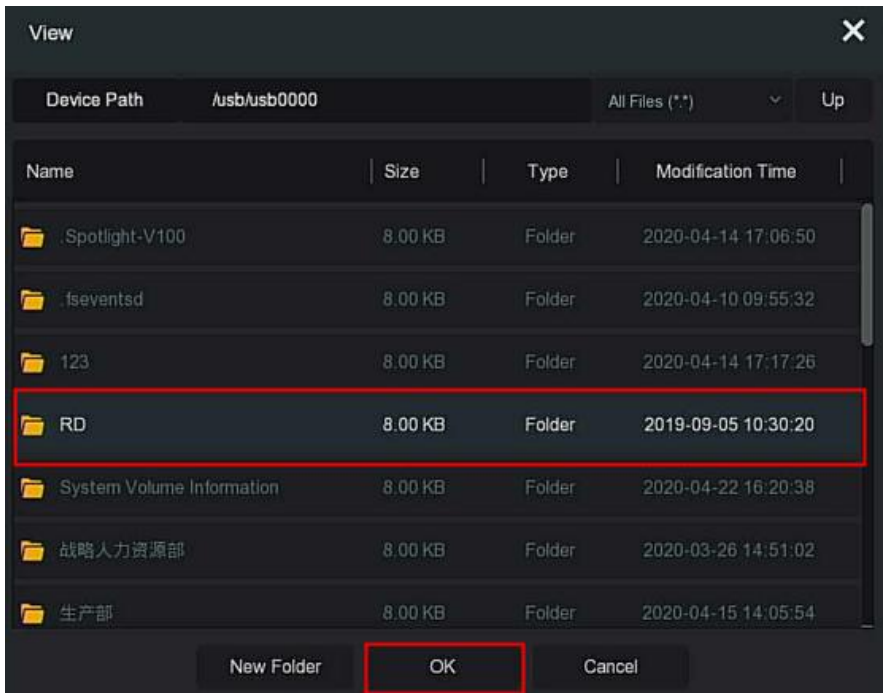 View
Device Path /usb/usb0000 All Files (*.*) Up
Name Size Type Modification Time
.Spotlight-V100 8.00 KB Folder 2020-04-14 17:06:50
.fseventsd 8.00 KB Folder 2020-04-10 09:55:32
123 8.00 KB Folder 2020-04-14 17:17:26
RD 8.00 KB Folder 2019-09-05 10:30:20
System Volume Information 8.00 KB Folder 2020-04-22 16:20:38
战略人力资源部 8.00 KB Folder 2020-03-26 14:51:02
生产部 8.00 KB Folder 2020-04-15 14:05:54
New Folder OK Cancel